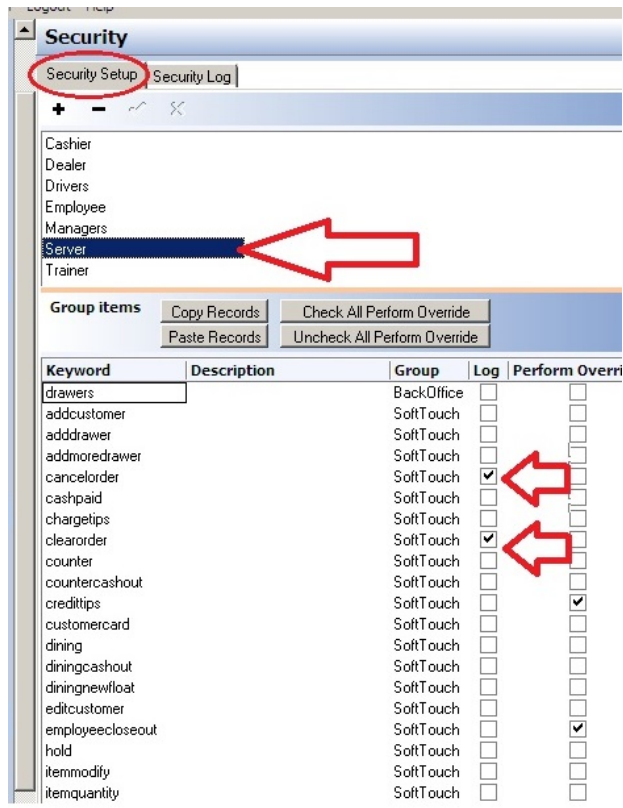 Logout Help
Security
Security Setup Security Log
Cashier
Dealer
Drivers
Employee
Managers
Server
Trainer
Group items Copy Records Check All Perform Override
Paste Records Uncheck All Perform Override
Keyword Description Group Log Perform Overri
drawers BackOffice
addcustomer SoftTouch
adddrawer SoftTouch
addmoredrawer SoftTouch
cancelorder SoftTouch
cashpaid SoftTouch
chargetips SoftTouch
clearorder SoftTouch
counter SoftTouch
countercashout SoftTouch
credittips SoftTouch
customercard SoftTouch
dining SoftTouch
diningcashout SoftTouch
diningnewfloat SoftTouch
editcustomer SoftTouch
employeecloseout SoftTouch
hold SoftTouch
itemmodify SoftTouch
itemquantity SoftTouch